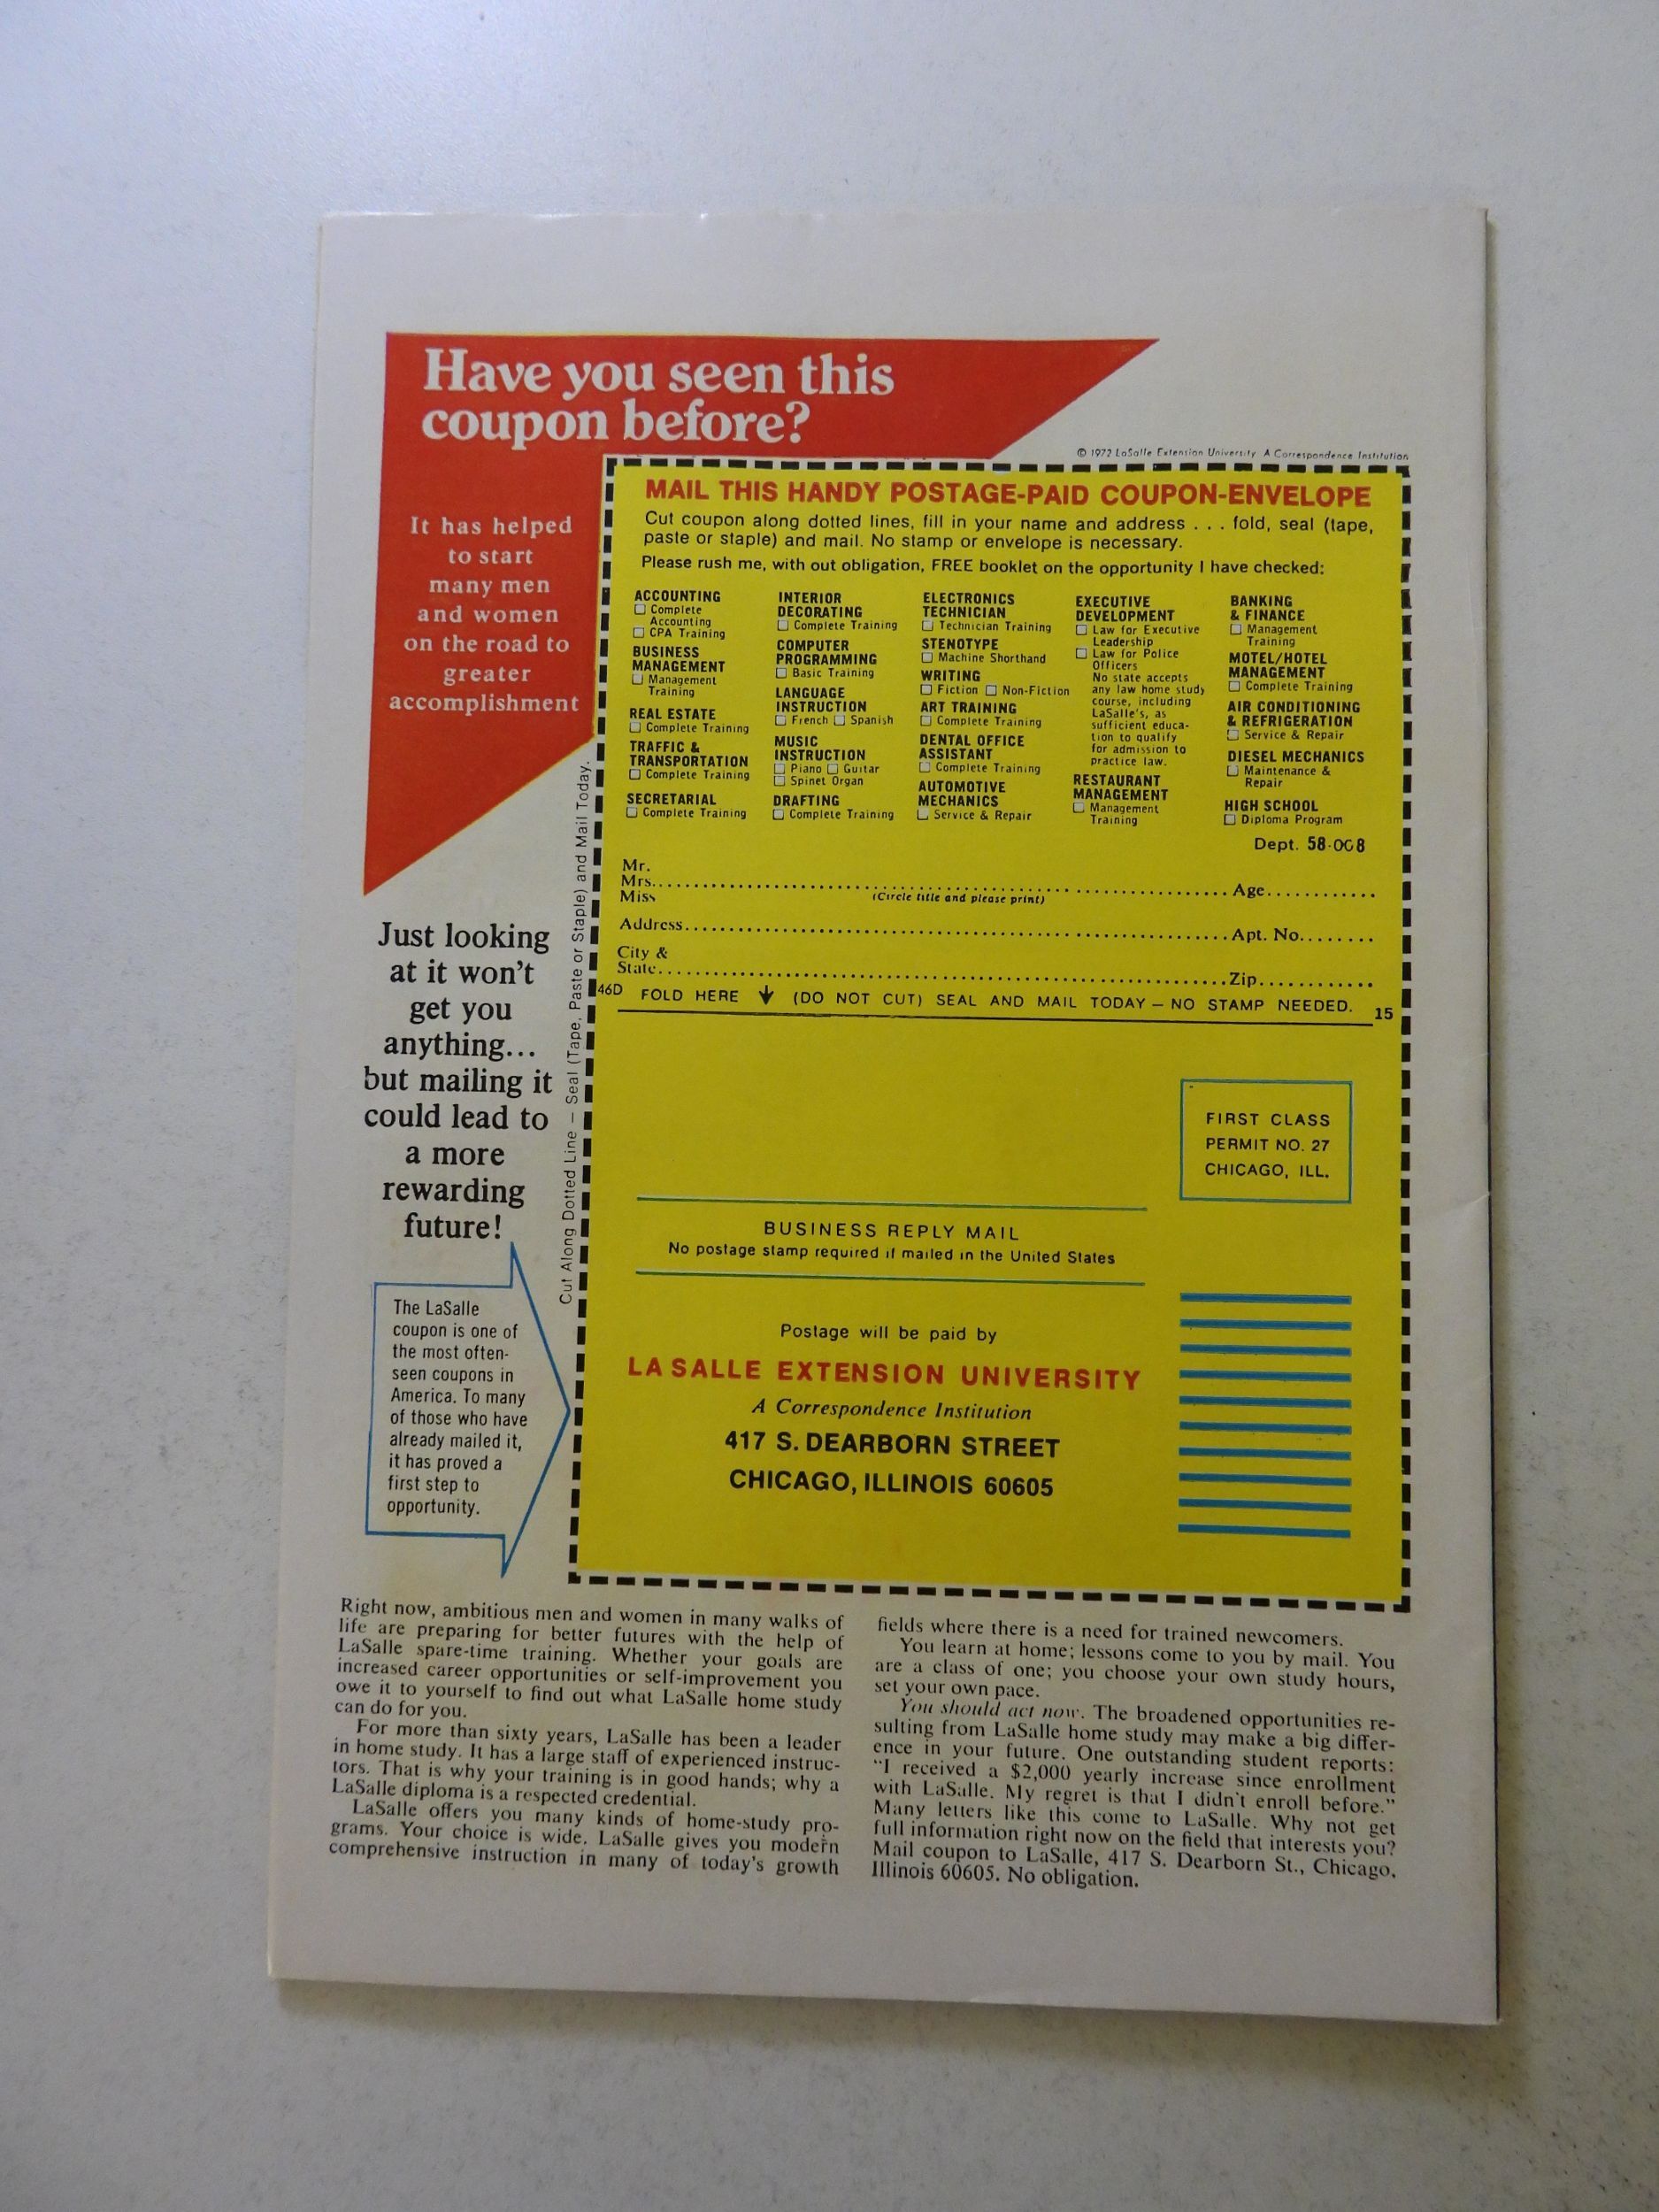 Have you seen this
coupon before?
© 1972 LaSalle Extension University A Correspondence Institution
It has helped
to start
many men
and women
on the road to
greater
accomplishment
Just looking
at it won't
get you
anything...
but mailing it
could lead to
a more
rewarding
future!
The LaSalle
coupon is one of
the most often-
seen coupons in
America. To many
of those who have
already mailed it,
it has proved a
first step to
opportunity.
Cut Along Dotted Line – Seal (Tape, Paste or Staple) and Mail Today.
MAIL THIS HANDY POSTAGE-PAID COUPON-ENVELOPE
Cut coupon along dotted lines, fill in your name and address . . . fold, seal (tape,
paste or staple) and mail. No stamp or envelope is necessary.
Please rush me, with out obligation, FREE booklet on the opportunity I have checked:
ACCOUNTING
☐ Complete
Accounting
☐ CPA Training
BUSINESS
MANAGEMENT
☐ Management
Training
REAL ESTATE
☐ Complete Training
TRAFFIC &
TRANSPORTATION
☐ Complete Training
SECRETARIAL
☐ Complete Training
INTERIOR
DECORATING
☐ Complete Training
COMPUTER
PROGRAMMING
☐ Basic Training
LANGUAGE
INSTRUCTION
☐ French ☐ Spanish
MUSIC
INSTRUCTION
☐ Piano ☐ Guitar
☐ Spinet Organ
DRAFTING
☐ Complete Training
ELECTRONICS
TECHNICIAN
☐ Technician Training
STENOTYPE
☐ Machine Shorthand
WRITING
☐ Fiction ☐ Non-Fiction
ART TRAINING
☐ Complete Training
DENTAL OFFICE
ASSISTANT
☐ Complete Training
AUTOMOTIVE
MECHANICS
☐ Service & Repair
EXECUTIVE
DEVELOPMENT
☐ Law for Executive
Leadership
☐ Law for Police
Officers
No state accepts
any law home study
course, including
LaSalle's, as
sufficient educa-
tion to qualify
for admission to
practice law.
RESTAURANT
MANAGEMENT
☐ Management
Training
BANKING
& FINANCE
☐ Management
Training
MOTEL/HOTEL
MANAGEMENT
☐ Complete Training
AIR CONDITIONING
& REFRIGERATION
☐ Service & Repair
DIESEL MECHANICS
☐ Maintenance &
Repair
HIGH SCHOOL
☐ Diploma Program
Dept. 58-008
Mr.
Mrs. Age
Miss (Circle title and please print)
Address Apt. No.
City &
State Zip
46D FOLD HERE ↓ (DO NOT CUT) SEAL AND MAIL TODAY – NO STAMP NEEDED. 15
FIRST CLASS
PERMIT NO. 27
CHICAGO, ILL.
BUSINESS REPLY MAIL
No postage stamp required if mailed in the United States
Postage will be paid by
LA SALLE EXTENSION UNIVERSITY
A Correspondence Institution
417 S. DEARBORN STREET
CHICAGO, ILLINOIS 60605
Right now, ambitious men and women in many walks of
life are preparing for better futures with the help of
LaSalle spare-time training. Whether your goals are
increased career opportunities or self-improvement you
owe it to yourself to find out what LaSalle home study
can do for you.
For more than sixty years, LaSalle has been a leader
in home study. It has a large staff of experienced instruc-
tors. That is why your training is in good hands; why a
LaSalle diploma is a respected credential.
LaSalle offers you many kinds of home-study pro-
grams. Your choice is wide. LaSalle gives you modern
comprehensive instruction in many of today's growth
fields where there is a need for trained newcomers.
You learn at home; lessons come to you by mail. You
are a class of one; you choose your own study hours,
set your own pace.
You should act now. The broadened opportunities re-
sulting from LaSalle home study may make a big differ-
ence in your future. One outstanding student reports:
"I received a $2,000 yearly increase since enrollment
with LaSalle. My regret is that I didn't enroll before."
Many letters like this come to LaSalle. Why not get
full information right now on the field that interests you?
Mail coupon to LaSalle, 417 S. Dearborn St., Chicago,
Illinois 60605. No obligation.